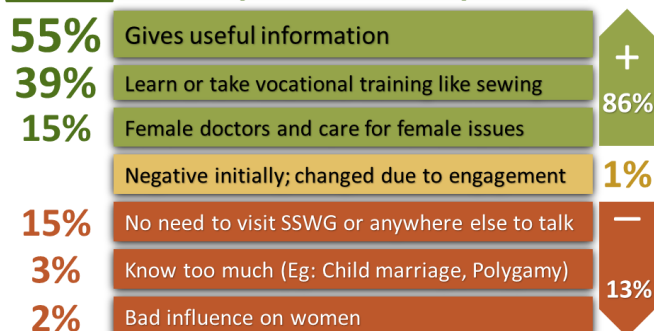 55% Gives useful information
+
39% Learn or take vocational training like sewing
86%
15% Female doctors and care for female issues
Negative initially; changed due to engagement 1%
15% No need to visit SSWG or anywhere else to talk
−
3% Know too much (Eg: Child marriage, Polygamy)
13%
2% Bad influence on women